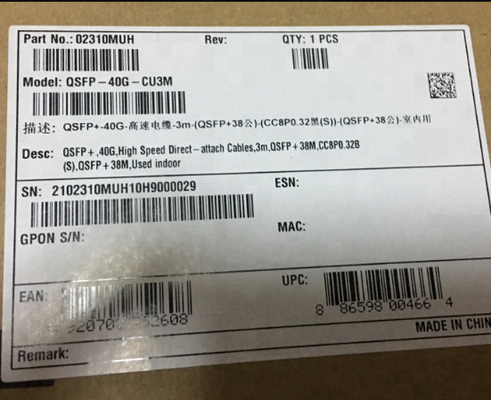 Part No.: 02310MUH Rev: QTY: 1 PCS
Model: QSFP-40G-CU3M
描述: QSFP+-40G-高速电缆-3m-(QSFP+38公)-(CC8P0.32黑(S))-(QSFP+38公)-室内用
Desc: QSFP+,40G,High Speed Direct-attach Cables,3m,QSFP+38M,CC8P0.32B
(S),QSFP+38M,Used indoor
SN: 2102310MUH10H9000029 ESN:
GPON S/N: MAC:
EAN: UPC:
8 86598 00466 4
MADE IN CHIN
Remark: